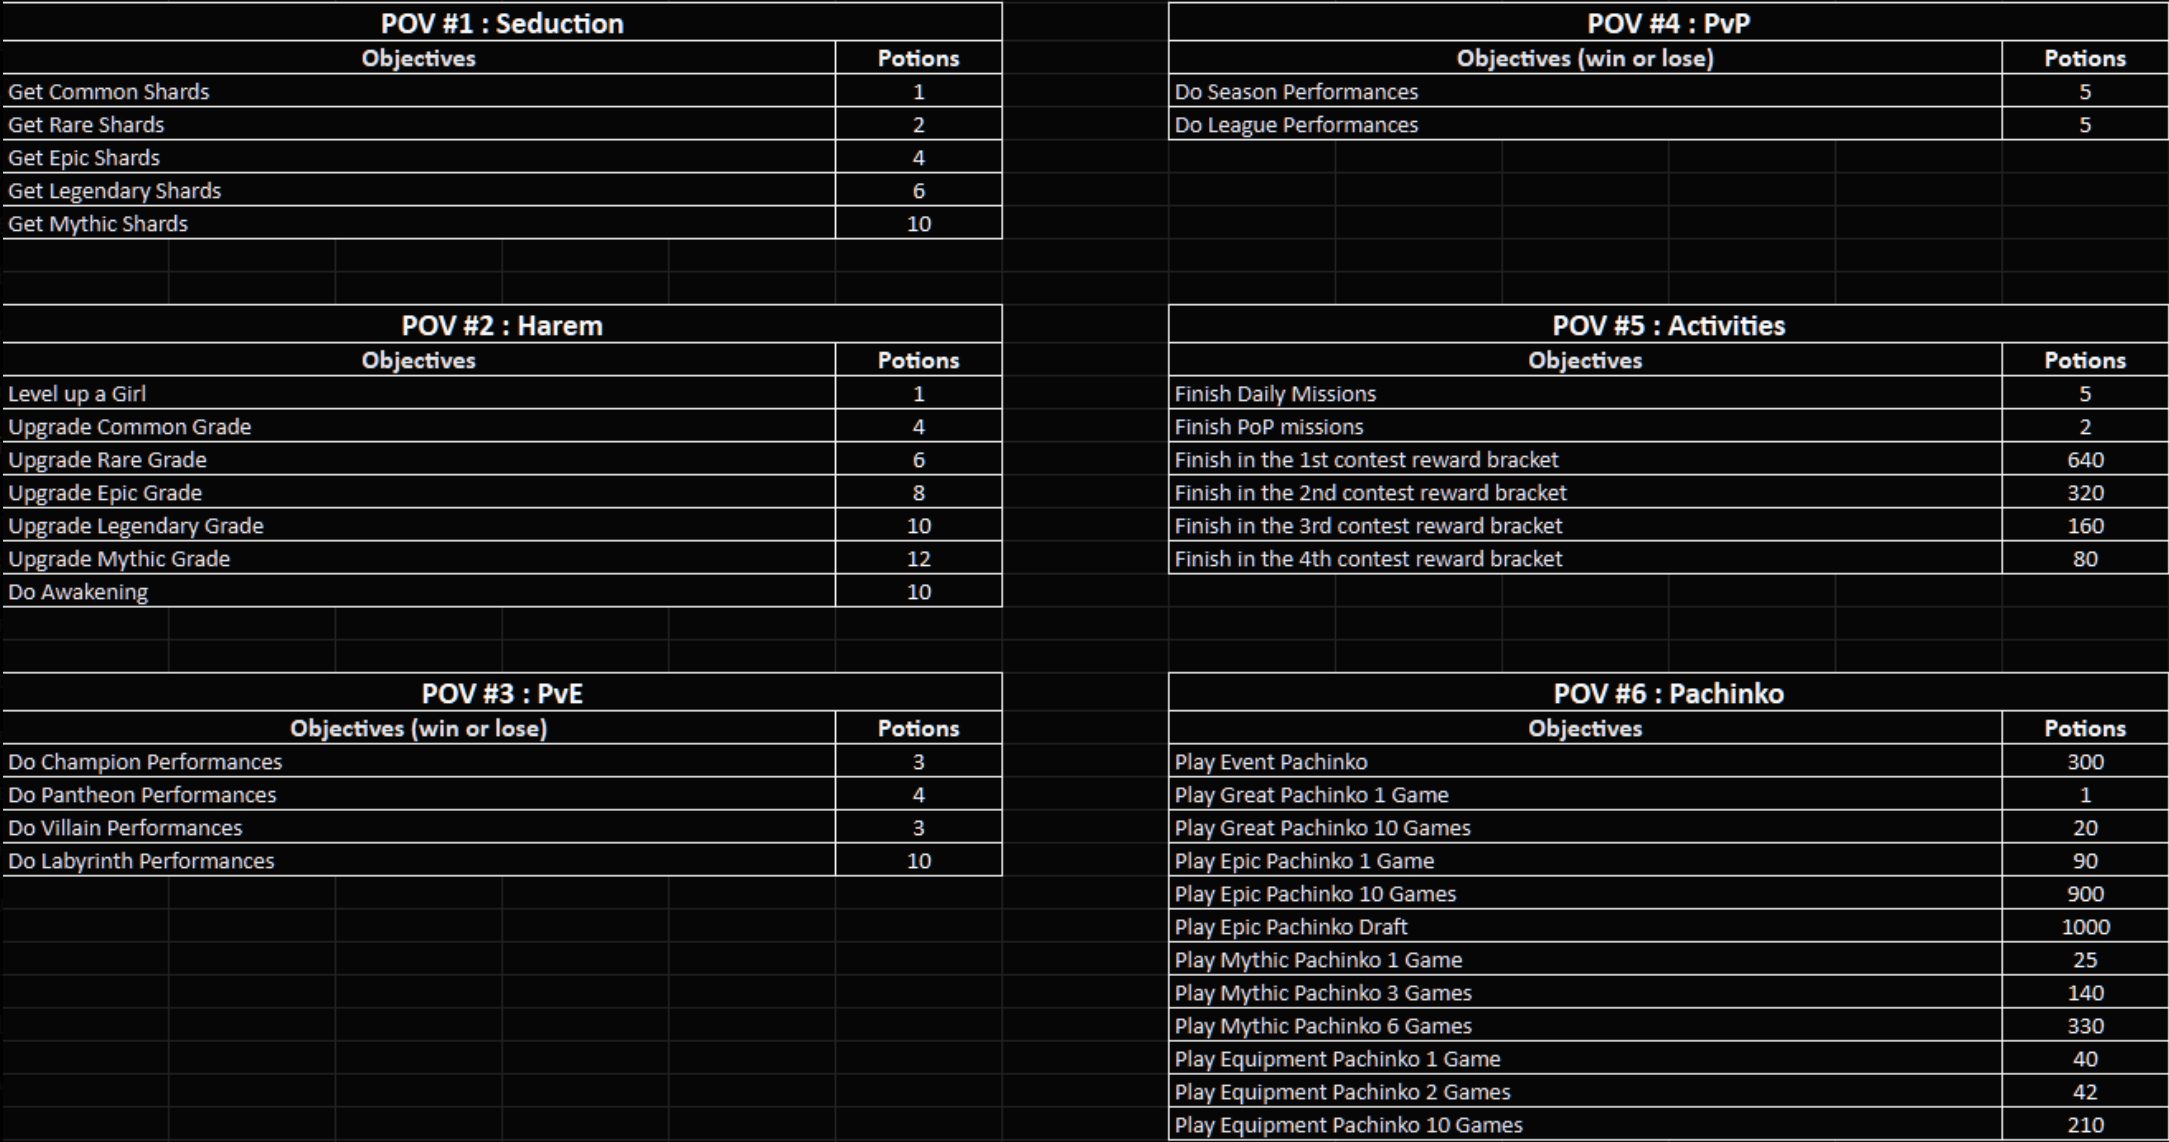 POV #1 : Seduction
Objectives Potions
Get Common Shards 1
Get Rare Shards 2
Get Epic Shards 4
Get Legendary Shards 6
Get Mythic Shards 10
POV #2 : Harem
Objectives Potions
Level up a Girl 1
Upgrade Common Grade 4
Upgrade Rare Grade 6
Upgrade Epic Grade 8
Upgrade Legendary Grade 10
Upgrade Mythic Grade 12
Do Awakening 10
POV #3 : PvE
Objectives (win or lose) Potions
Do Champion Performances 3
Do Pantheon Performances 4
Do Villain Performances 3
Do Labyrinth Performances 10
POV #4 : PvP
Objectives (win or lose) Potions
Do Season Performances 5
Do League Performances 5
POV #5 : Activities
Objectives Potions
Finish Daily Missions 5
Finish PoP missions 2
Finish in the 1st contest reward bracket 640
Finish in the 2nd contest reward bracket 320
Finish in the 3rd contest reward bracket 160
Finish in the 4th contest reward bracket 80
POV #6 : Pachinko
Objectives Potions
Play Event Pachinko 300
Play Great Pachinko 1 Game 1
Play Great Pachinko 10 Games 20
Play Epic Pachinko 1 Game 90
Play Epic Pachinko 10 Games 900
Play Epic Pachinko Draft 1000
Play Mythic Pachinko 1 Game 25
Play Mythic Pachinko 3 Games 140
Play Mythic Pachinko 6 Games 330
Play Equipment Pachinko 1 Game 40
Play Equipment Pachinko 2 Games 42
Play Equipment Pachinko 10 Games 210